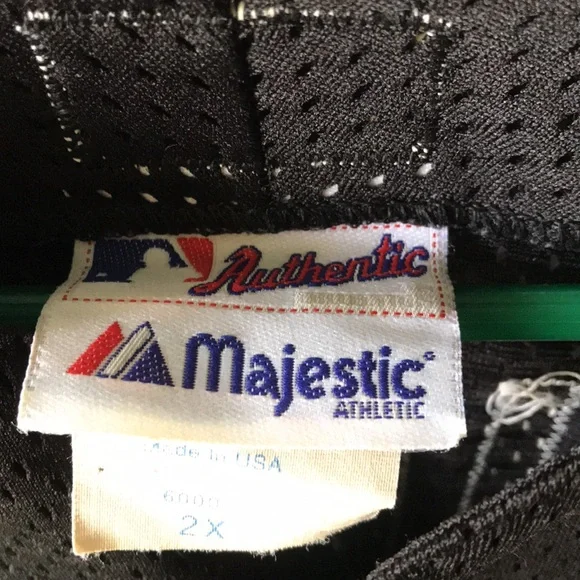 Authentic
Majestic
ATHLETIC
Made in USA
2X